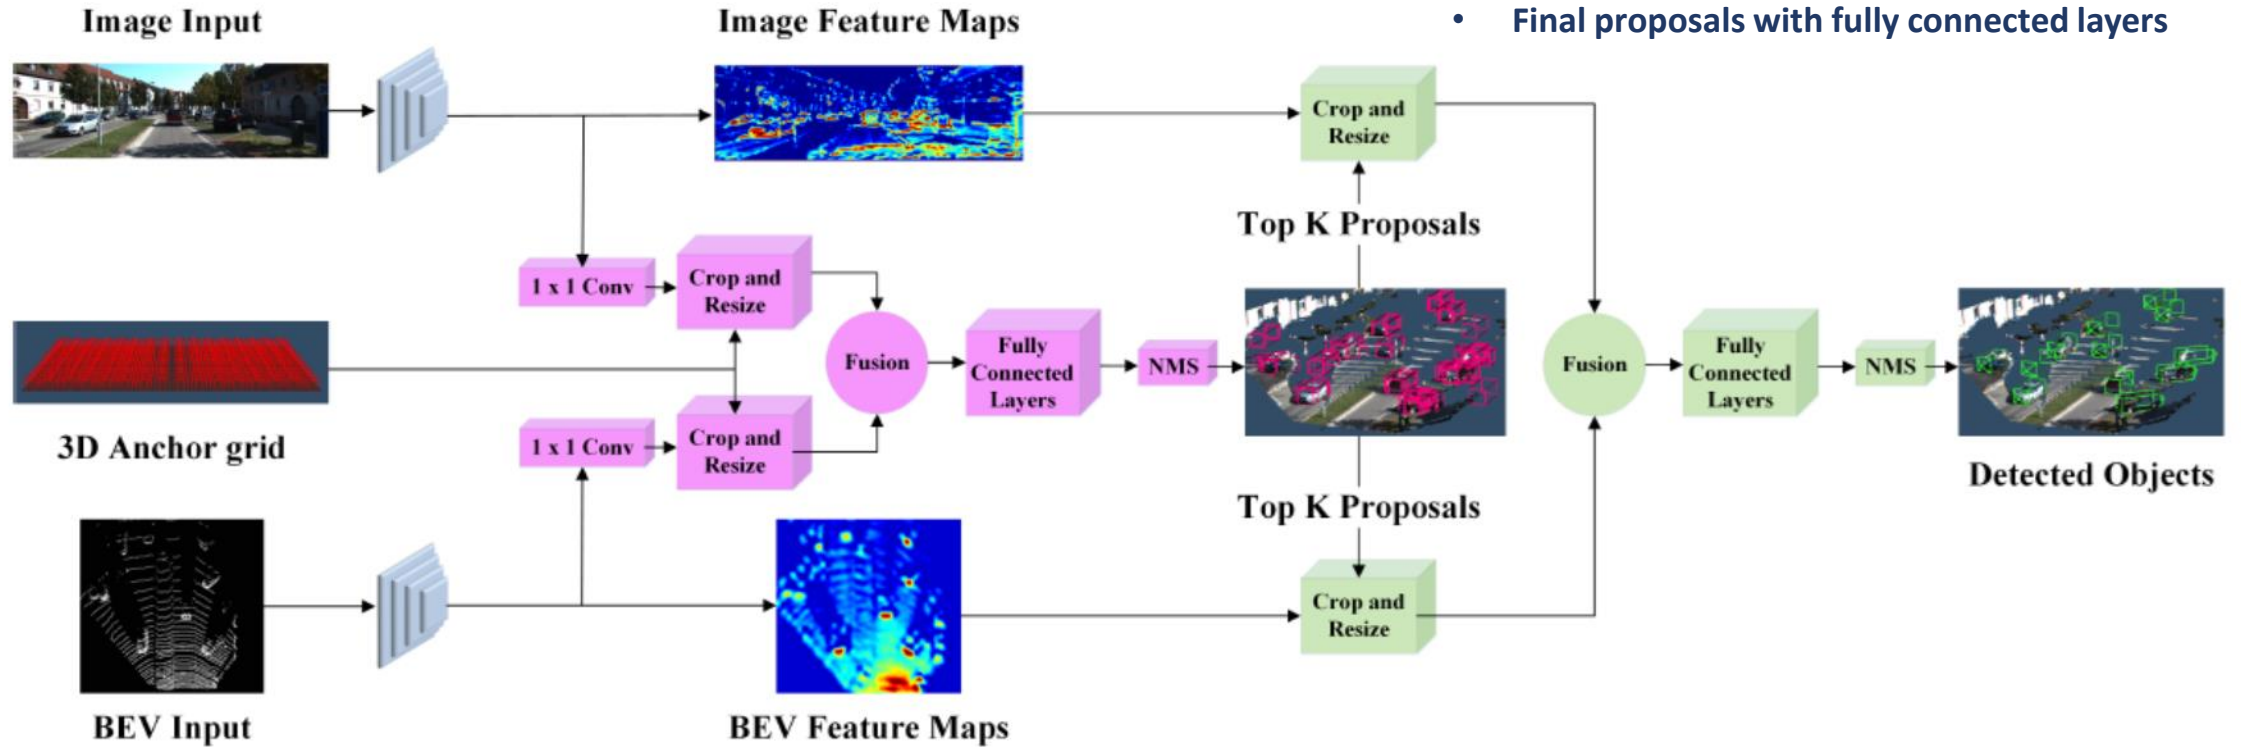 Image Input
Image Feature Maps
• Final proposals with fully connected layers
Crop and
Resize
Top K Proposals
1 x 1 Conv
Crop and
Resize
3D Anchor grid
Fusion
Fully
Connected
Layers
NMS
Fusion
Fully
Connected
Layers
NMS
1 x 1 Conv
Crop and
Resize
Detected Objects
Top K Proposals
Crop and
Resize
BEV Input
BEV Feature Maps